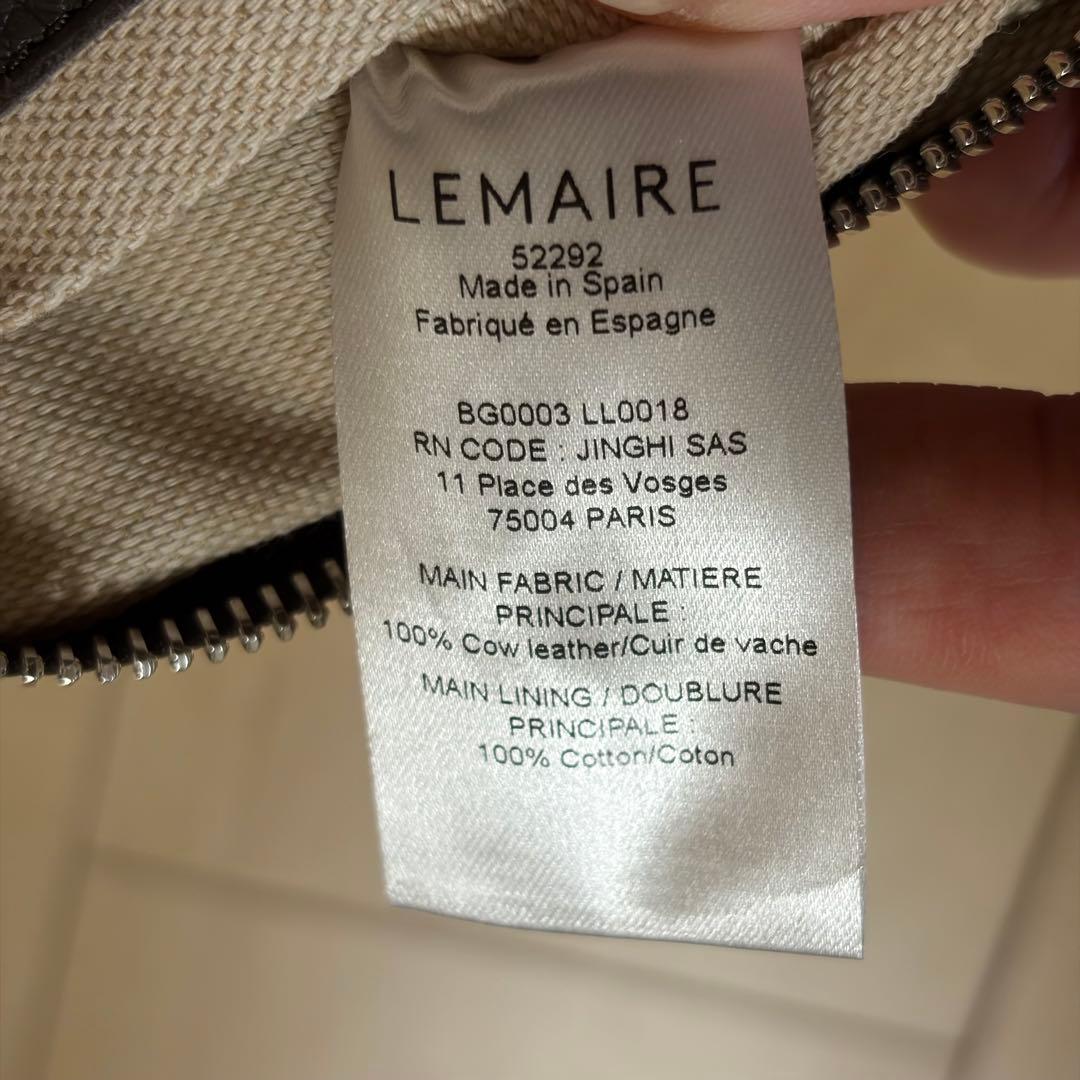 LEMAIRE
52292
Made in Spain
Fabriqué en Espagne
BG0003 LL0018
RN CODE : JINGHI SAS
11 Place des Vosges
75004 PARIS
MAIN FABRIC / MATIERE
PRINCIPALE :
100% Cow leather/Cuir de vache
MAIN LINING / DOUBLURE
PRINCIPALE :
100% Cotton/Coton